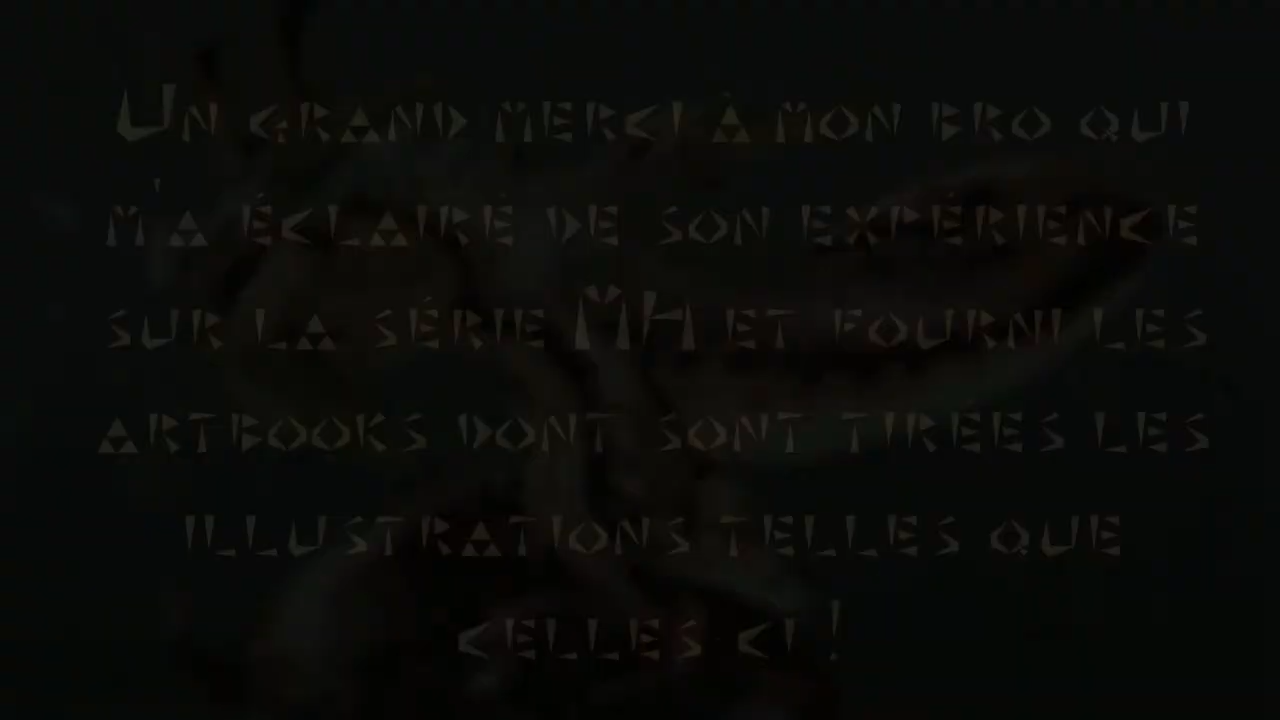 Un grand merci à mon bro qui
m'a éclairé de son expérience
sur la série MH et fourni les
artbooks dont sont tirees les
illustrations telles que
celles ci !